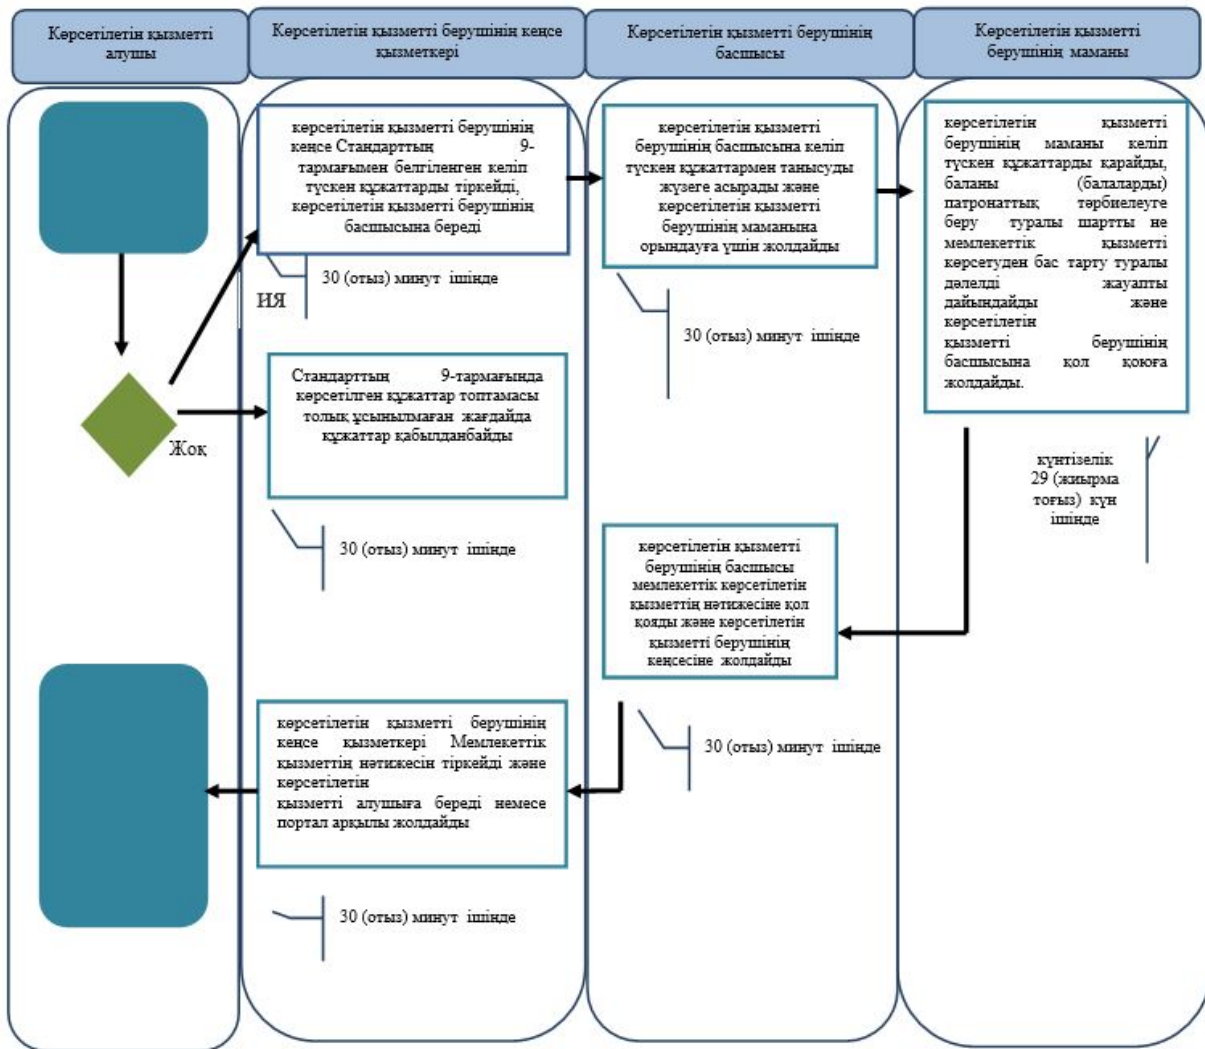 Көрсетілетін қызметті
алушы
Көрсетілетін қызметті берушінің кеңсе
қызметкері
Көрсетілетін қызметті берушінің
басшысы
Көрсетілетін қызметті
берушінің маманы
көрсетілетін қызметті берушінің
кеңсе Стандарттың 9-
тармағымен белгіленген келіп
түскен құжаттарды тіркейді,
көрсетілетін қызметті берушінің
басшысына береді
30 (отыз) минут ішінде
ИЯ
көрсетілетін қызметті
берушінің басшысына келіп
түскен құжаттармен танысуды
жүзеге асырады және
көрсетілетін қызметті
берушінің маманына
орындауға үшін жолдайды
30 (отыз) минут ішінде
көрсетілетін қызметті
берушінің маманы келіп
түскен құжаттарды қарайды,
баланы (балаларды)
патронаттық тәрбиелеуге
беру туралы шартты не
мемлекеттік қызметті
көрсетуден бас тарту туралы
дәлелді жауапты
дайындайды және
көрсетілетін
қызметті берушінің
басшысына қол қоюға
жолдайды.
күнтізелік
29 (жиырма
тоғыз) күн
ішінде
Стандарттың 9-тармағында
көрсетілген құжаттар топтамасы
толық ұсынылмаған жағдайда
құжаттар қабылданбайды
Жоқ
30 (отыз) минут ішінде
көрсетілетін қызметті
берушінің басшысы
мемлекеттік көрсетілетін
қызметтің нәтижесіне қол
қояды және көрсетілетін
қызметті берушінің
кеңсесіне жолдайды
30 (отыз) минут ішінде
көрсетілетін қызметті берушінің
кеңсе қызметкері Мемлекеттік
қызметтің нәтижесін тіркейді және
көрсетілетін
қызметті алушыға береді немесе
портал арқылы жолдайды
30 (отыз) минут ішінде